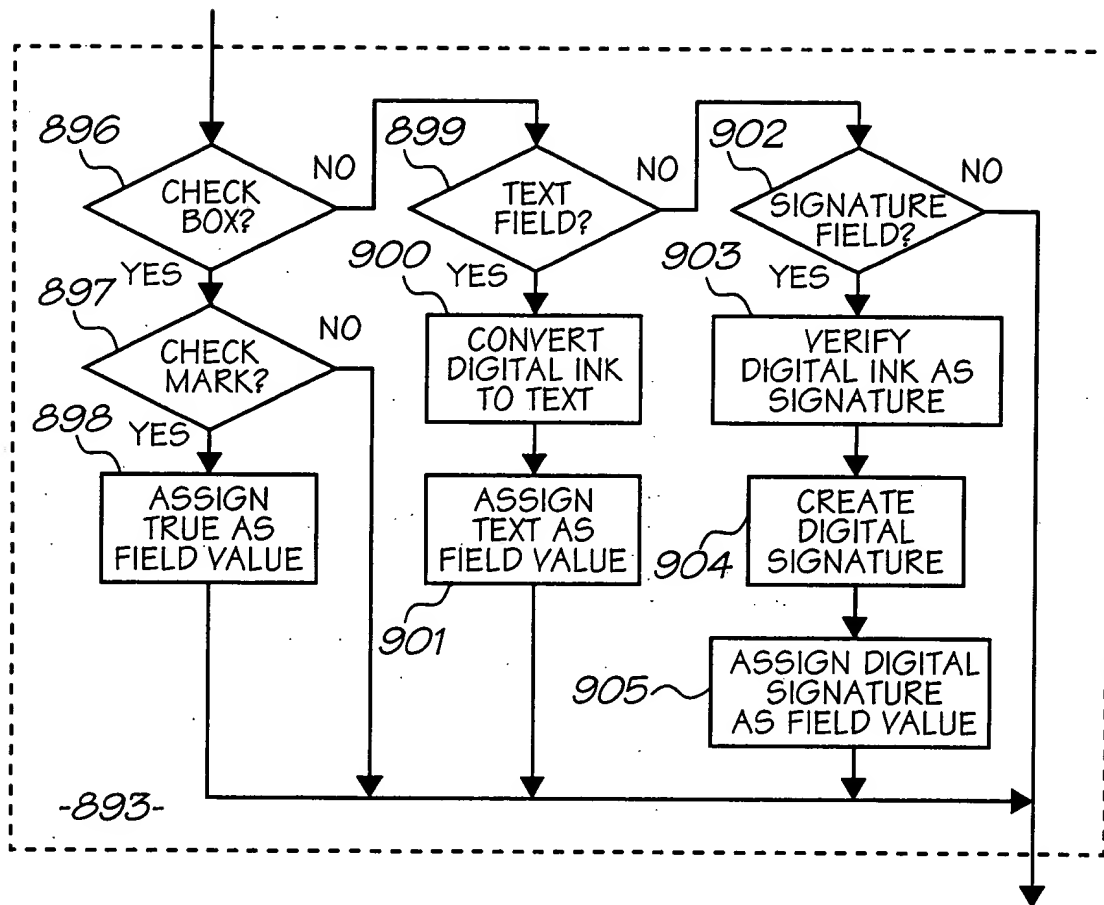 896
CHECK
BOX?
NO
YES
897
CHECK
MARK?
NO
YES
898
ASSIGN
TRUE AS
FIELD VALUE
899
TEXT
FIELD?
NO
YES
900
CONVERT
DIGITAL INK
TO TEXT
ASSIGN
TEXT AS
FIELD VALUE
901
902
SIGNATURE
FIELD?
NO
YES
903
VERIFY
DIGITAL INK AS
SIGNATURE
CREATE
DIGITAL
SIGNATURE
904
ASSIGN DIGITAL
SIGNATURE
AS FIELD VALUE
905
-893-